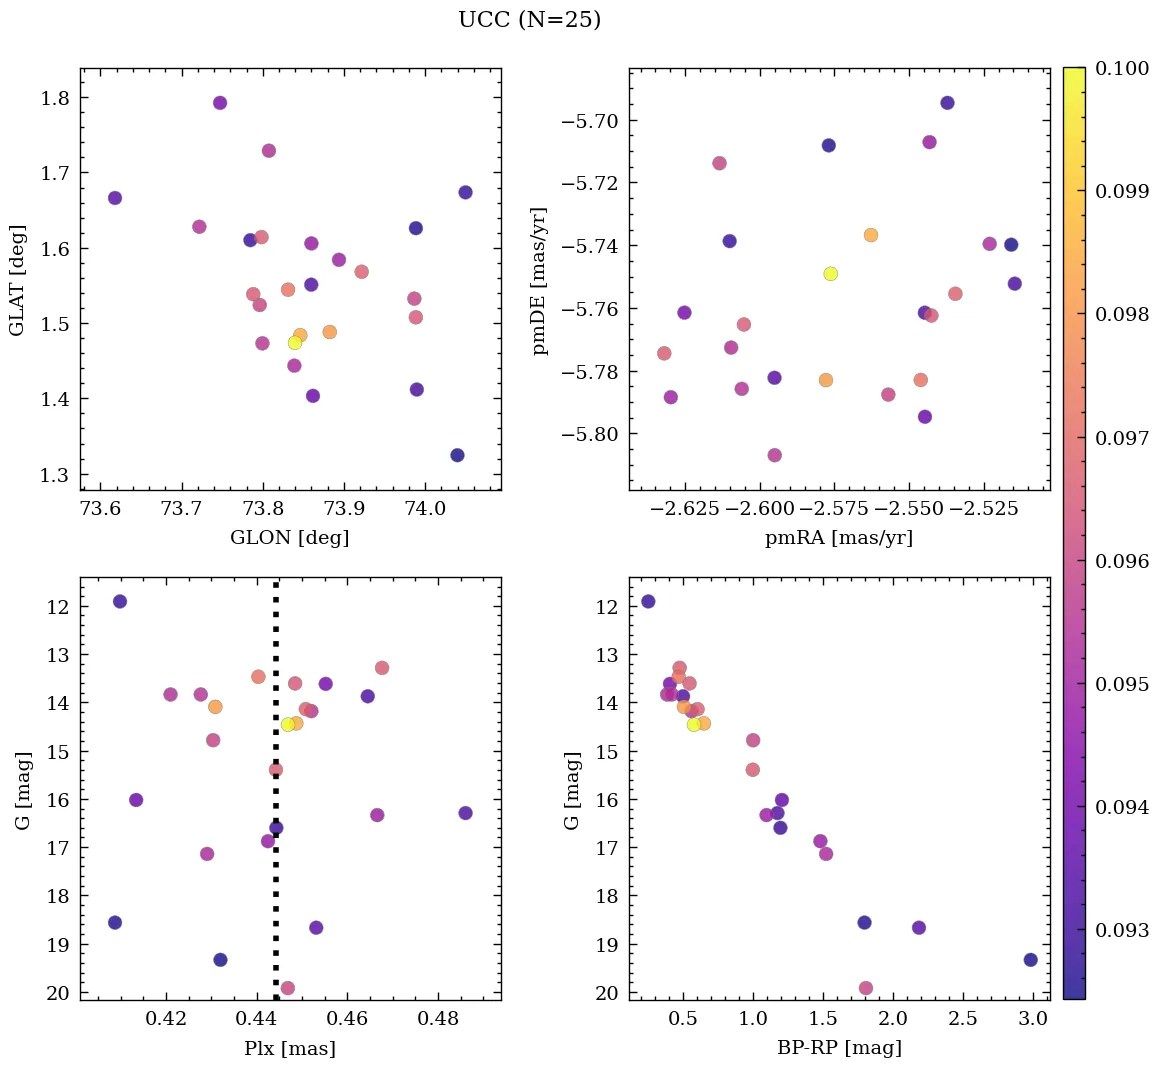 UCC (N=25)
1.8
1.7
1.6
1.5
1.4
1.3
GLAT [deg]
73.6 73.7 73.8 73.9 74.0
GLON [deg]
−5.70
−5.72
−5.74
−5.76
−5.78
−5.80
pmDE [mas/yr]
−2.625 −2.600 −2.575 −2.550 −2.525
pmRA [mas/yr]
12
13
14
15
16
17
18
19
20
G [mag]
0.42 0.44 0.46 0.48
Plx [mas]
12
13
14
15
16
17
18
19
20
G [mag]
0.5 1.0 1.5 2.0 2.5 3.0
BP-RP [mag]
0.100
0.099
0.098
0.097
0.096
0.095
0.094
0.093